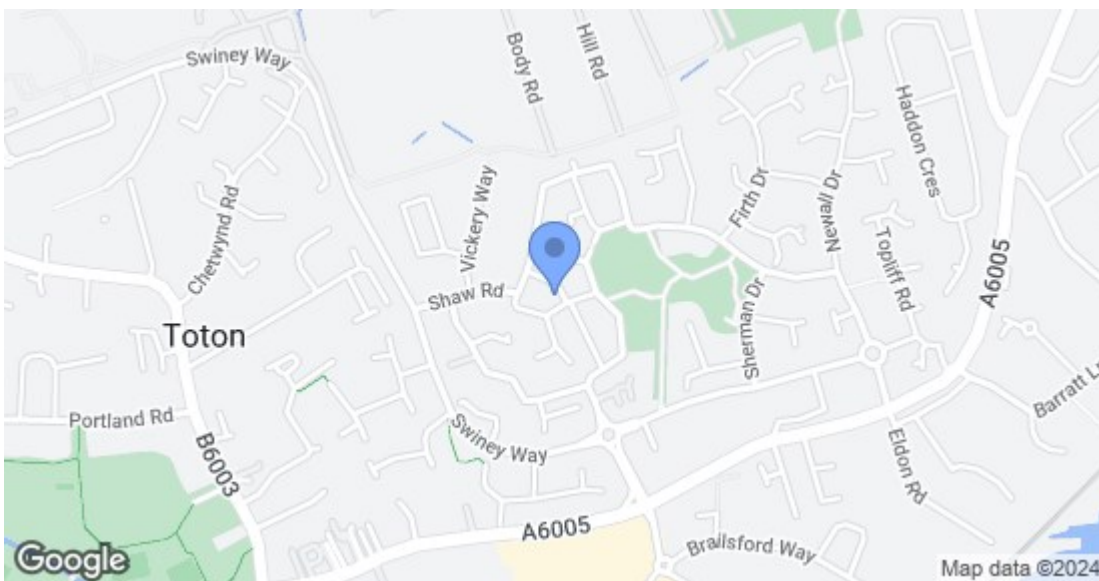 Swiney Way
Body Rd
Hill Rd
Haddon Cres
Chetwynd Rd
Vickery Way
Firth Dr
Newall Dr
Topliff Rd
A6005
Shaw Rd
Sherman Dr
Toton
Portland Rd
B6003
Swiney Way
Barratt Ln
Eldon Rd
A6005
Brailsford Way
Google
Map data ©2024